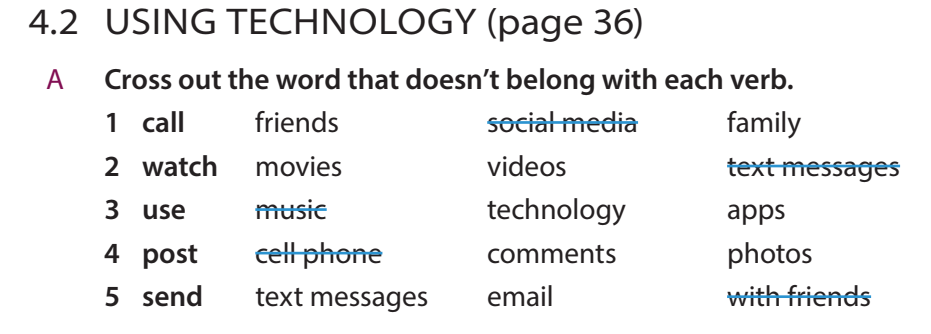 4.2 USING TECHNOLOGY (page 36)
A Cross out the word that doesn't belong with each verb.
1 call friends social media family
2 watch movies videos text messages
3 use music technology apps
4 post cell phone comments photos
5 send text messages email with friends